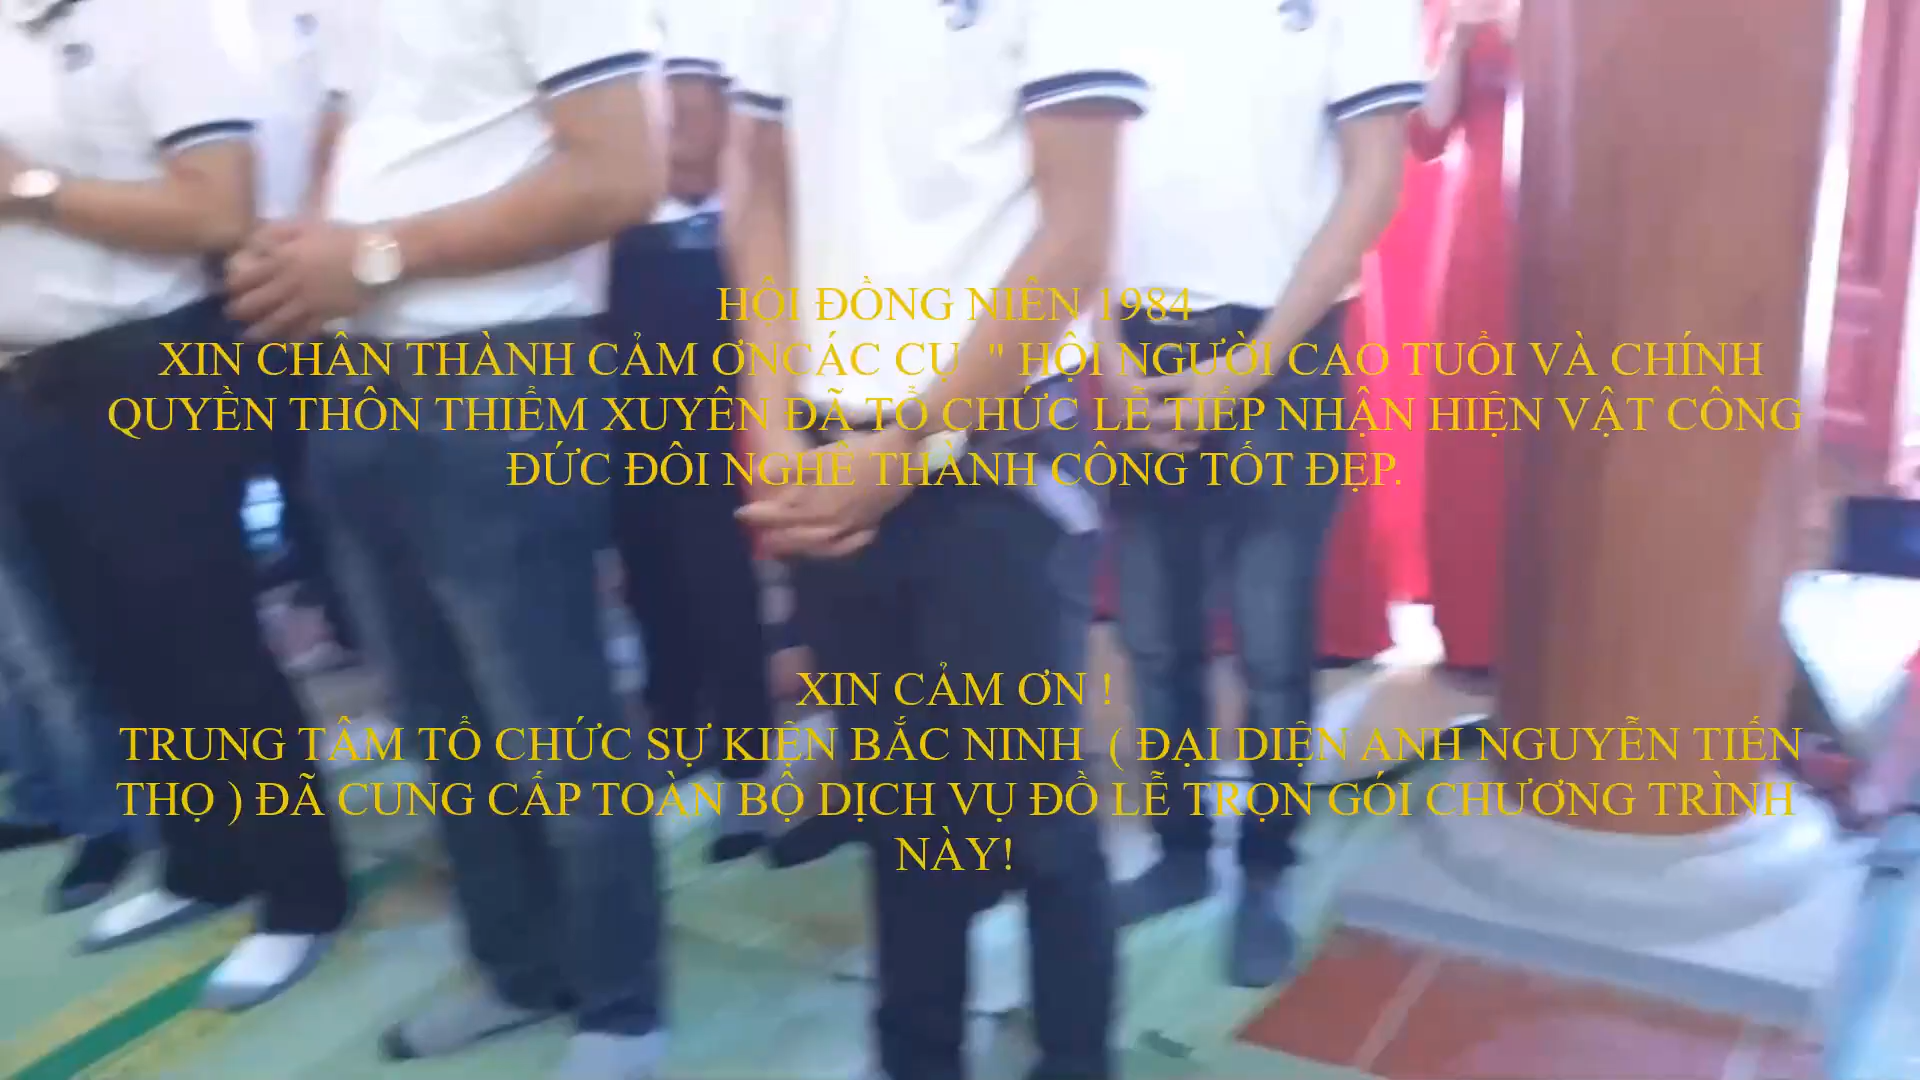 HỘI ĐỒNG NIÊN 1984
XIN CHÂN THÀNH CẢM ƠNCÁC CỤ " HỘI NGƯỜI CAO TUỔI VÀ CHÍNH
QUYỀN THÔN THIỂM XUYÊN ĐÃ TỔ CHỨC LỄ TIẾP NHẬN HIỆN VẬT CÔNG
ĐỨC ĐÔI NGHÊ THÀNH CÔNG TỐT ĐẸP.
XIN CẢM ƠN !
TRUNG TÂM TỔ CHỨC SỰ KIỆN BẮC NINH ( ĐẠI DIỆN ANH NGUYỄN TIẾN
THỌ ) ĐÃ CUNG CẤP TOÀN BỘ DỊCH VỤ ĐỒ LỄ TRỌN GÓI CHƯƠNG TRÌNH
NÀY!